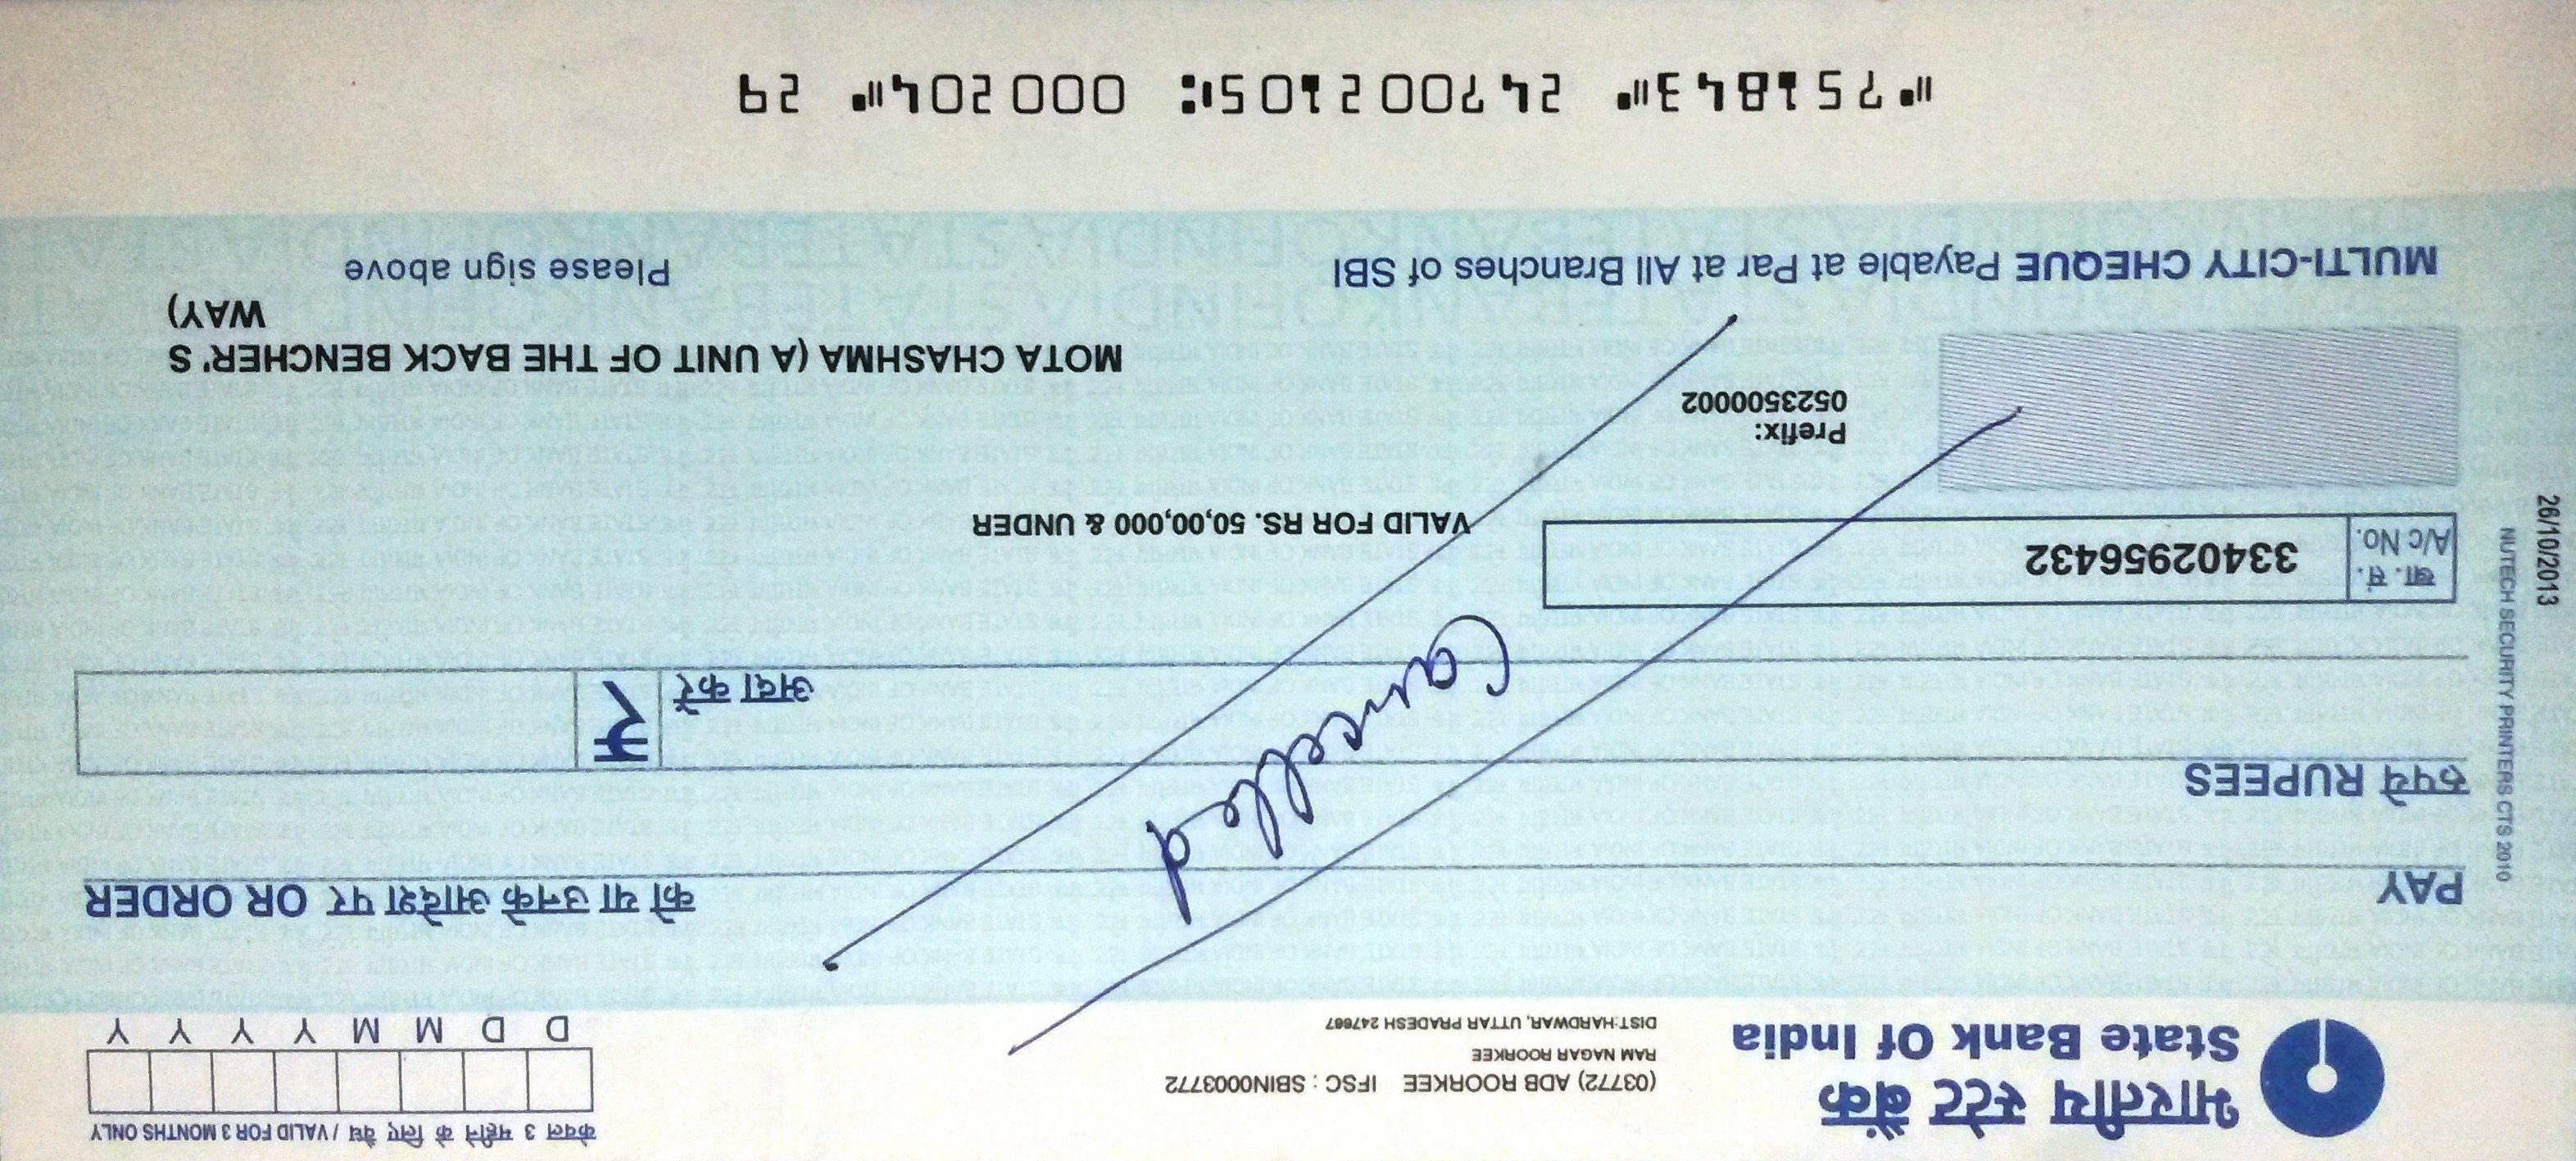 भारतीय स्टेट बैंक
State Bank Of India
(03772) ADB ROORKEE IFSC : SBIN0003772
RAM NAGAR ROORKEE
DIST:HARDWAR, UTTAR PRADESH 247667
केवल 3 महीने के लिए वैध / VALID FOR 3 MONTHS ONLY
D D M M Y Y Y Y
PAY
को या उनके आदेश पर OR ORDER
रुपये RUPEES
Cancelled
अदा करें ₹
खा. सं.
A/c No. 33402956432
VALID FOR RS. 50,00,000 & UNDER
Prefix:
0523500002
MOTA CHASHMA (A UNIT OF THE BACK BENCHER' S
WAY)
MULTI-CITY CHEQUE Payable at Par at All Branches of SBI
Please sign above
⑈751843⑈ 247002105⑆ 000204⑈ 29
26/10/2013
NUTECH SECURITY PRINTERS CTS 2010